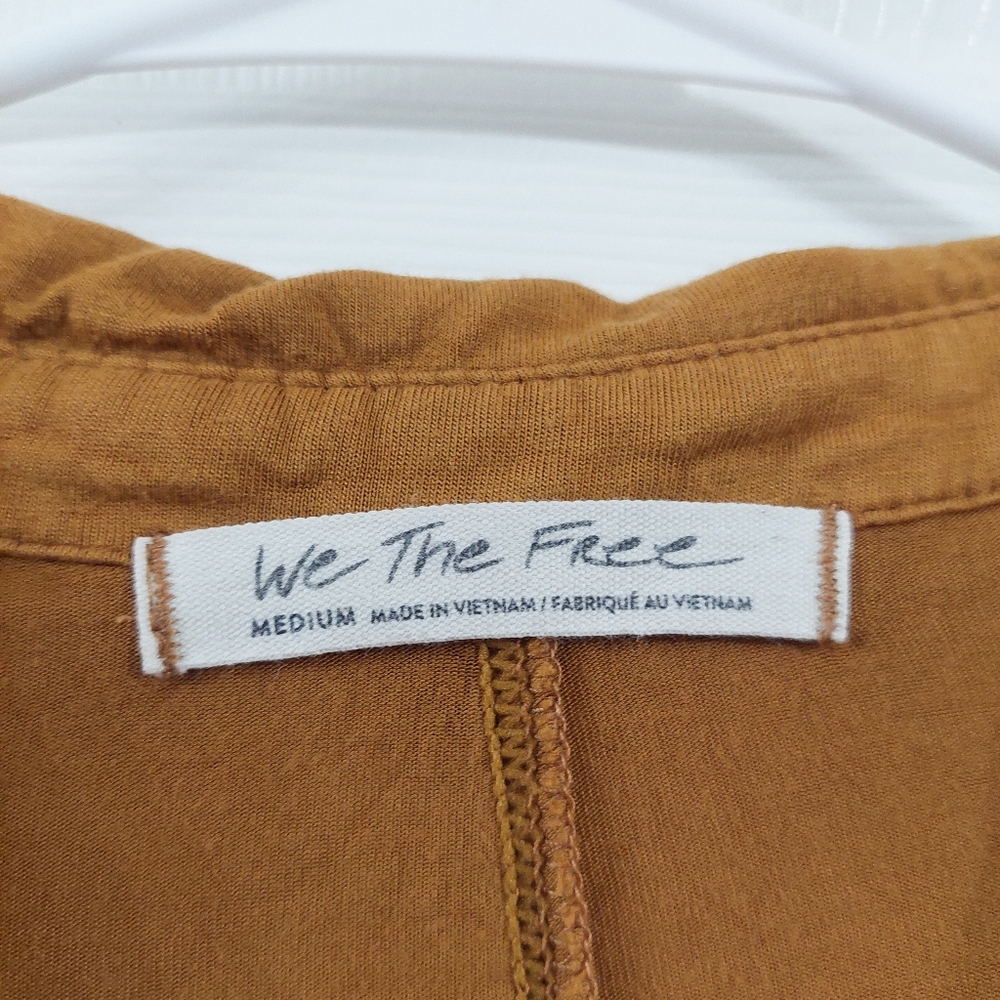 We The Free
MEDIUM MADE IN VIETNAM / FABRIQUÉ AU VIETNAM